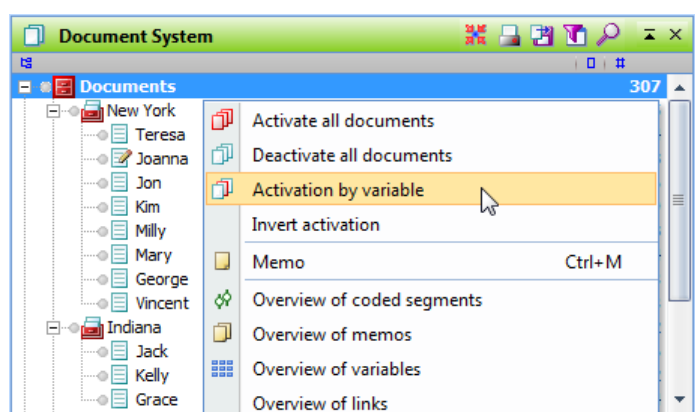 Document System
#
Documents 307
New York
Teresa
Joanna
Jon
Kim
Milly
Mary
George
Vincent
Indiana
Jack
Kelly
Grace
Activate all documents
Deactivate all documents
Activation by variable
Invert activation
Memo Ctrl+M
Overview of coded segments
Overview of memos
Overview of variables
Overview of links